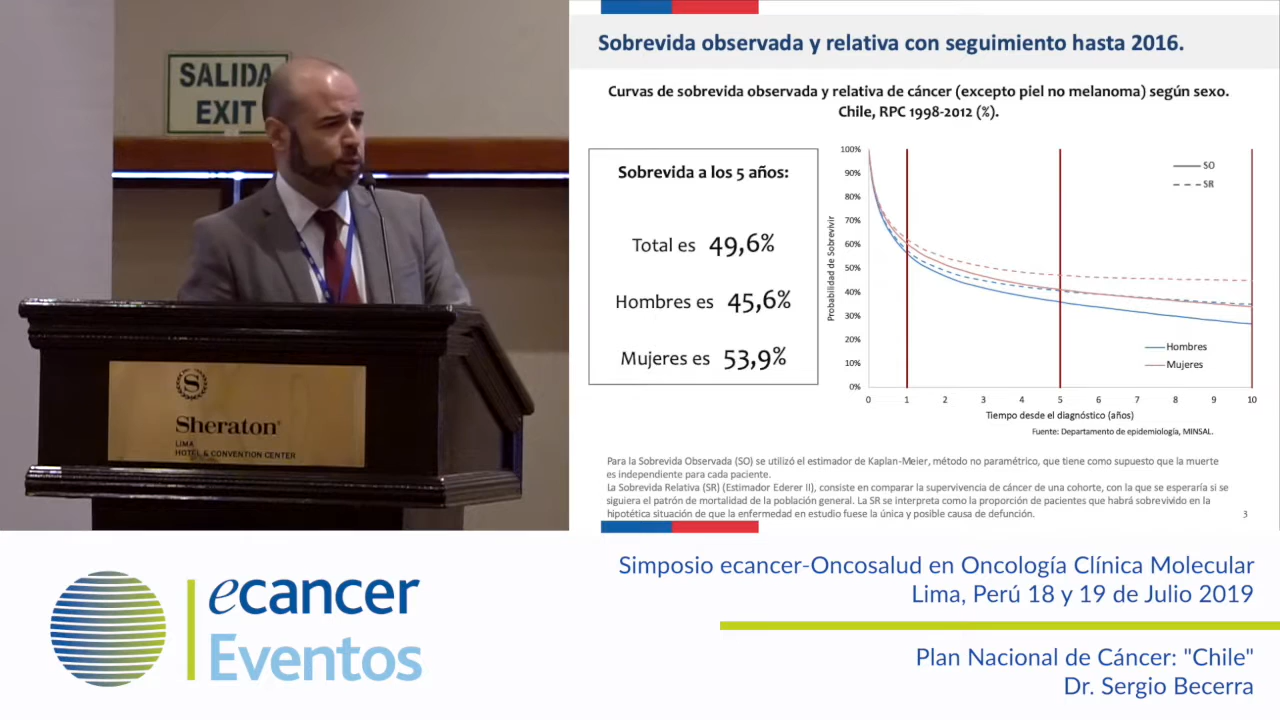 SALIDA
EXIT
S
Sheraton
LIMA
HOTEL & CONVENTION CENTER
Sobrevida observada y relativa con seguimiento hasta 2016.
Curvas de sobrevida observada y relativa de cáncer (excepto piel no melanoma) según sexo.
Chile, RPC 1998-2012 (%).
Sobrevida a los 5 años:
Total es 49,6%
Hombres es 45,6%
Mujeres es 53,9%
Probabilidad de Sobrevivir
100%
90%
80%
70%
60%
50%
40%
30%
20%
10%
0%
SO
SR
Hombres
Mujeres
0 1 2 3 4 5 6 7 8 9 10
Tiempo desde el diagnóstico (años)
Fuente: Departamento de epidemiología, MINSAL.
Para la Sobrevida Observada (SO) se utilizó el estimador de Kaplan-Meier, método no paramétrico, que tiene como supuesto que la muerte
es independiente para cada paciente.
La Sobrevida Relativa (SR) (Estimador Ederer II), consiste en comparar la supervivencia de cáncer de una cohorte, con la que se esperaría si se
siguiera el patrón de mortalidad de la población general. La SR se interpreta como la proporción de pacientes que habrá sobrevivido en la
hipotética situación de que la enfermedad en estudio fuese la única y posible causa de defunción.
3
ecancer
Eventos
Simposio ecancer-Oncosalud en Oncología Clínica Molecular
Lima, Perú 18 y 19 de Julio 2019
Plan Nacional de Cáncer: "Chile"
Dr. Sergio Becerra